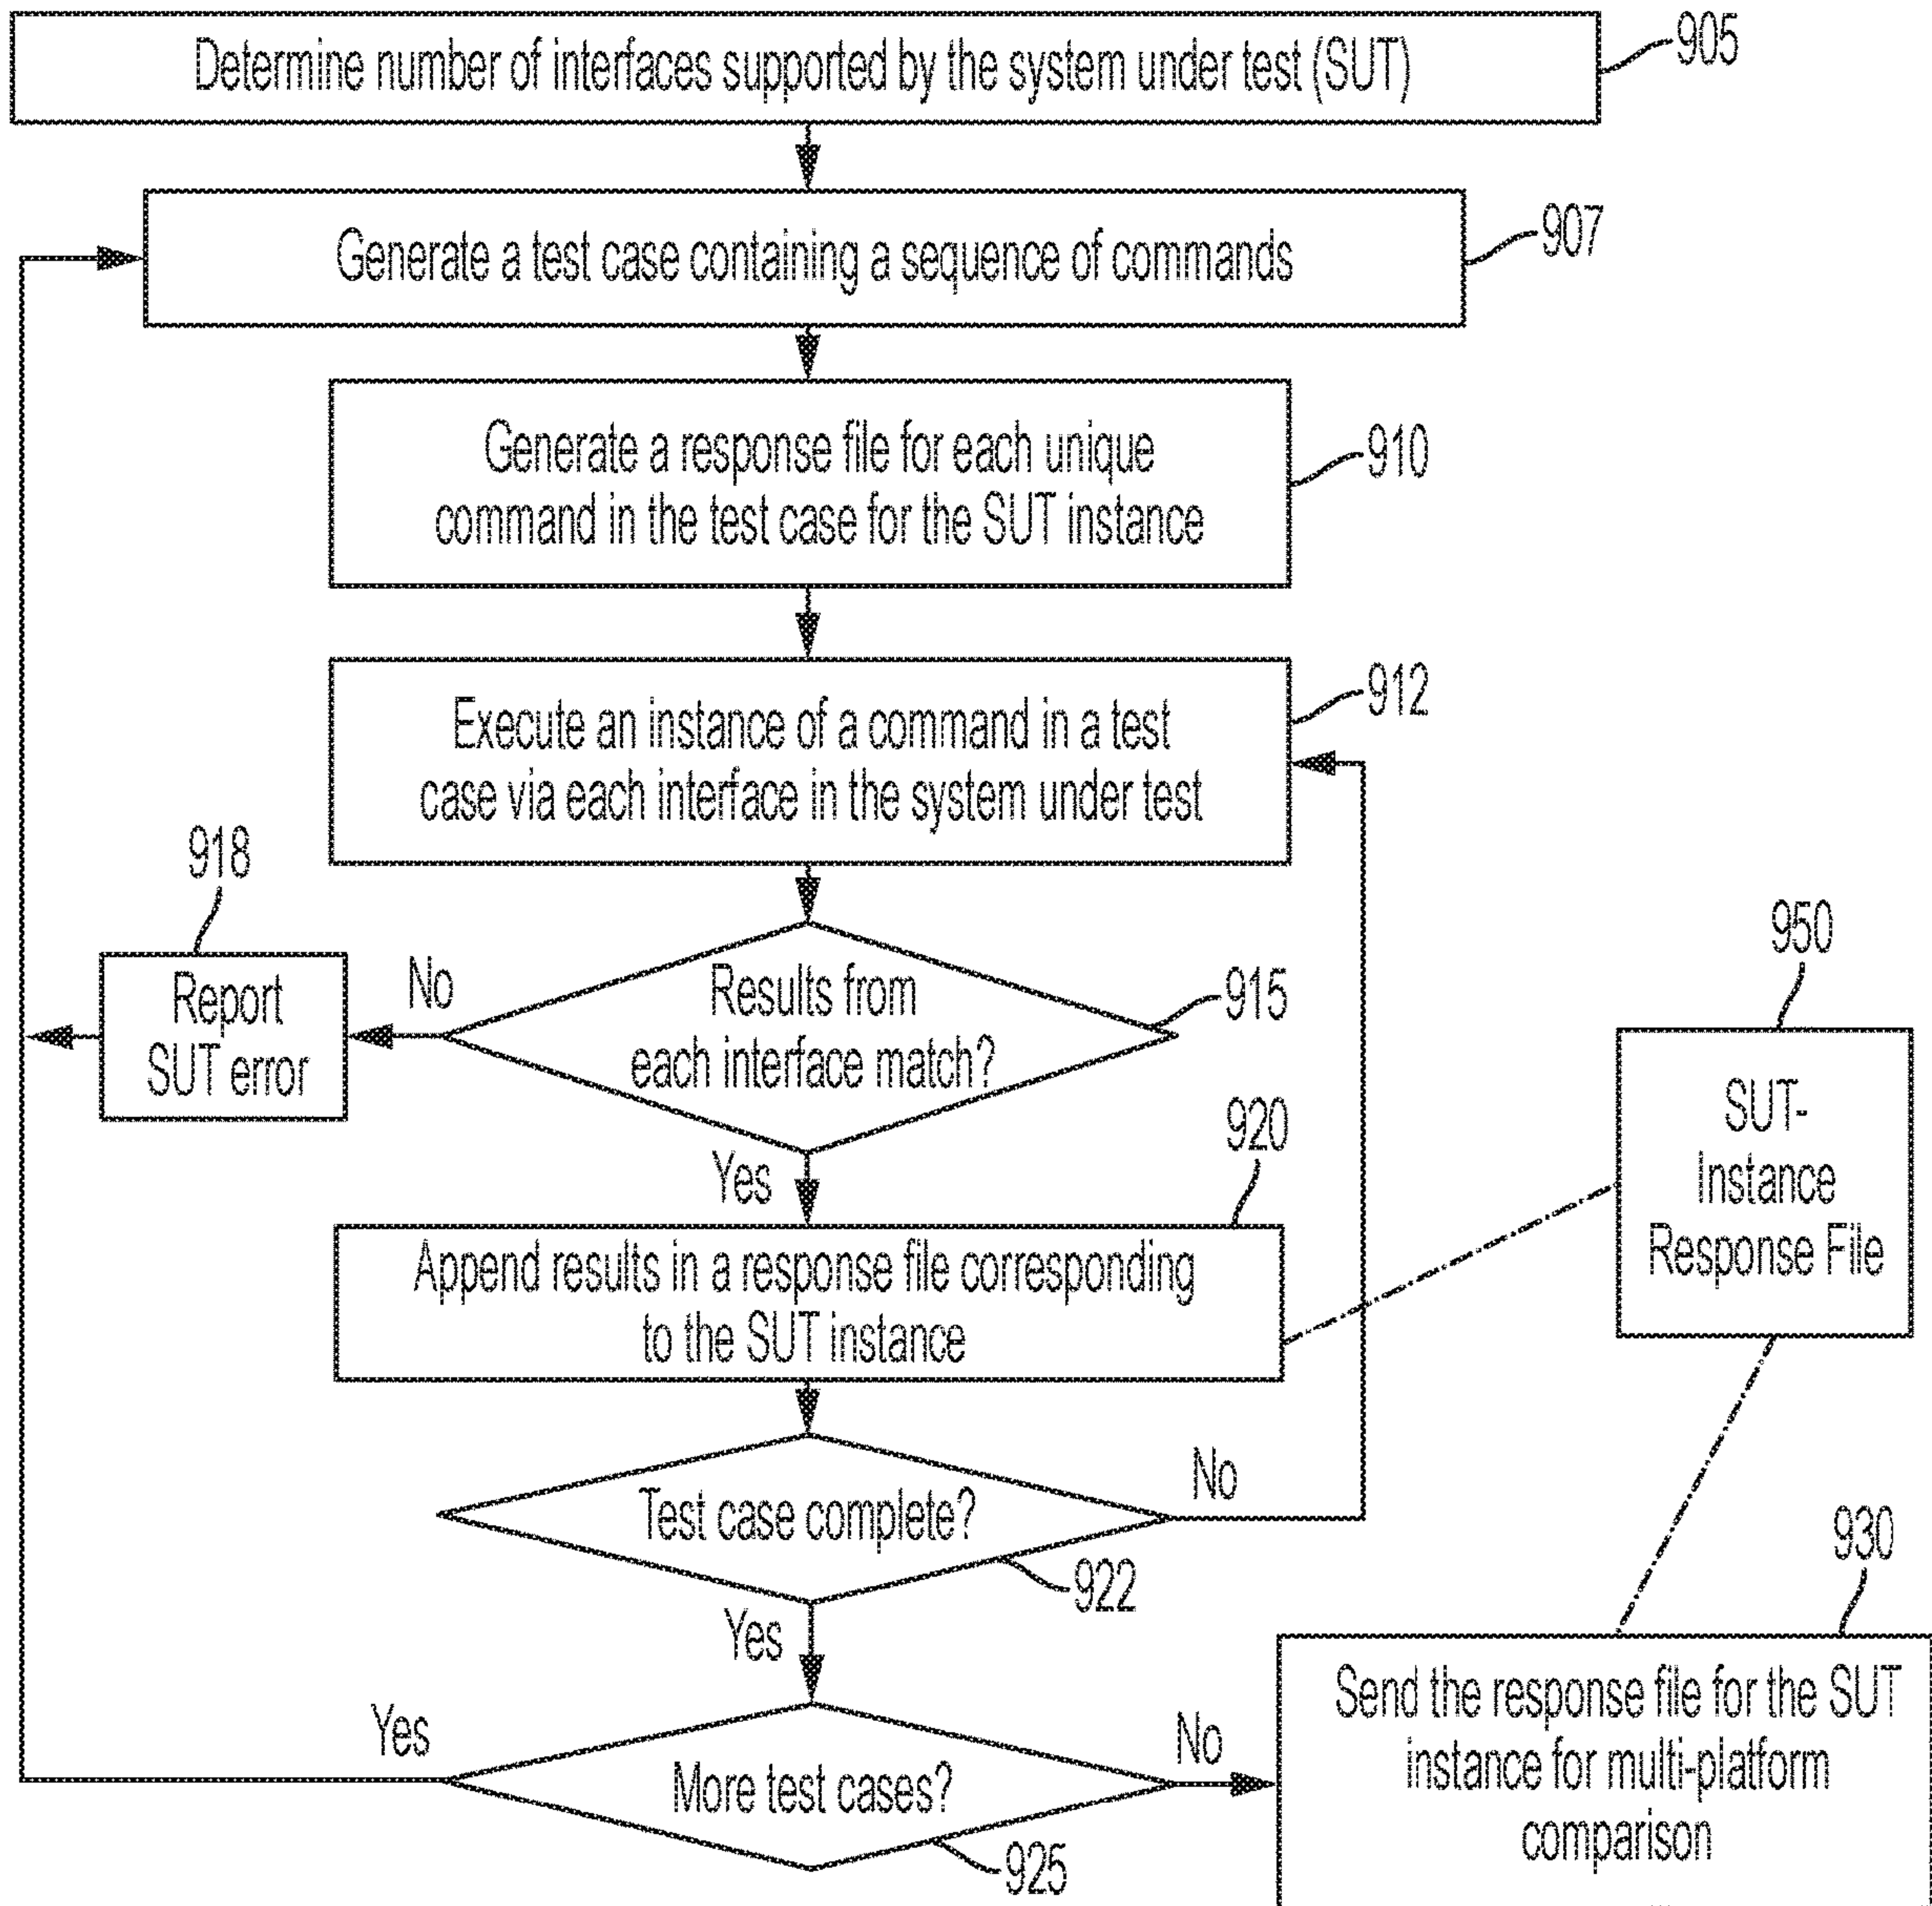 Determine number of interfaces supported by the system under test (SUT)
905
Generate a test case containing a sequence of commands
907
Generate a response file for each unique
command in the test case for the SUT instance
910
Execute an instance of a command in a test
case via each interface in the system under test
912
918
Report
SUT error
No
Results from
each interface match?
915
Yes
920
Append results in a response file corresponding
to the SUT instance
950
SUT-
Instance
Response File
Test case complete?
No
922
Yes
More test cases?
Yes
No
925
930
Send the response file for the SUT
instance for multi-platform
comparison